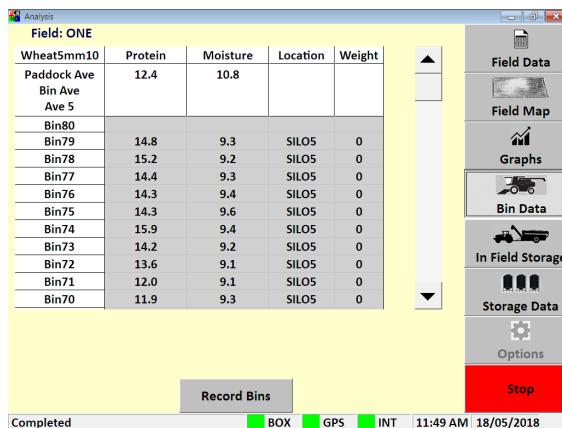 Analysis
Field: ONE
Wheat5mm10 Protein Moisture Location Weight
Paddock Ave 12.4 10.8
Bin Ave
Ave 5
Bin80
Bin79 14.8 9.3 SILO5 0
Bin78 15.2 9.2 SILO5 0
Bin77 14.4 9.3 SILO5 0
Bin76 14.3 9.4 SILO5 0
Bin75 14.3 9.6 SILO5 0
Bin74 15.9 9.4 SILO5 0
Bin73 14.2 9.2 SILO5 0
Bin72 13.6 9.1 SILO5 0
Bin71 12.0 9.1 SILO5 0
Bin70 11.9 9.3 SILO5 0
Record Bins
Field Data
Field Map
Graphs
Bin Data
In Field Storage
Storage Data
Options
Stop
Completed BOX GPS INT 11:49 AM 18/05/2018